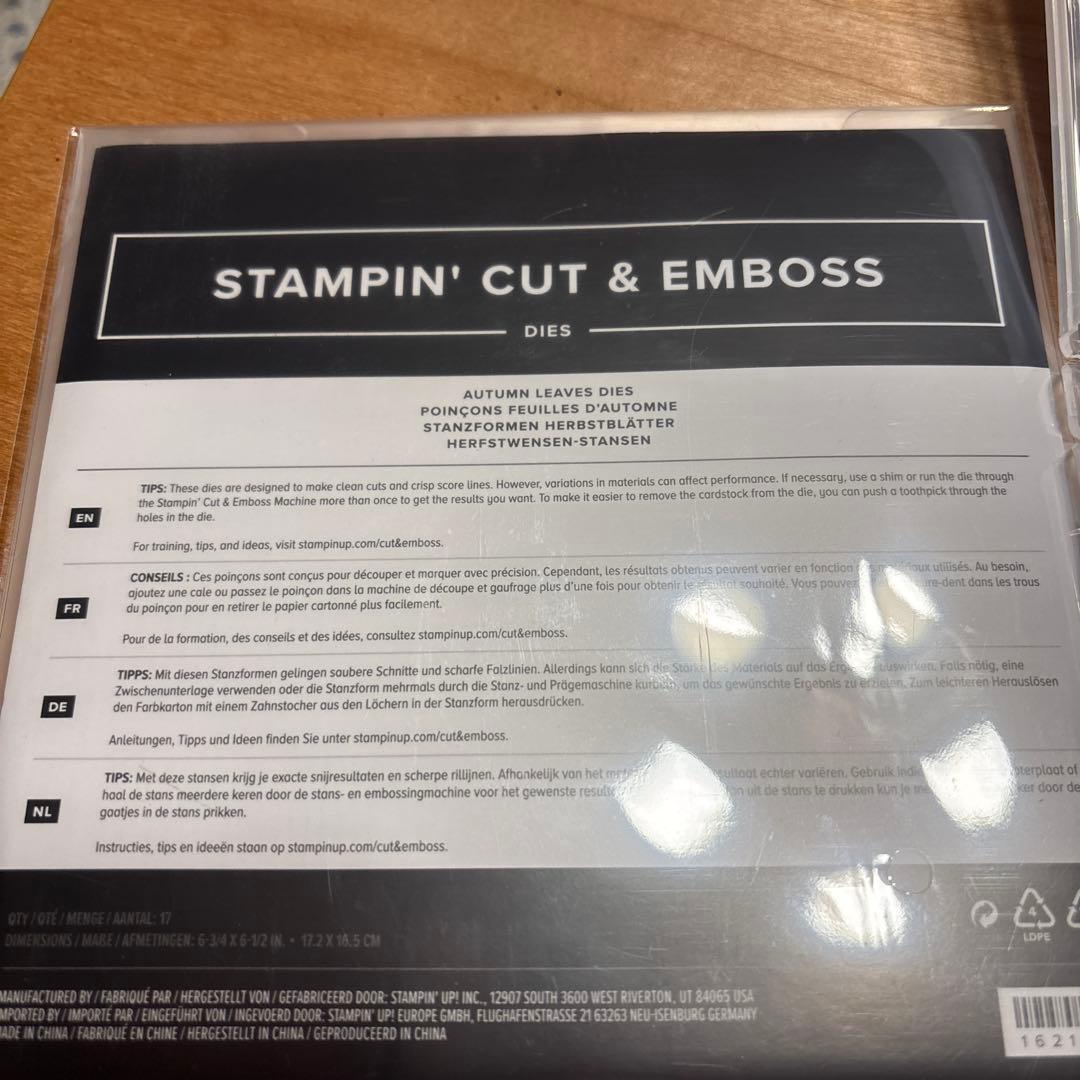 STAMPIN' CUT & EMBOSS
DIES
AUTUMN LEAVES DIES
POINÇONS FEUILLES D'AUTOMNE
STANZFORMEN HERBSTBLÄTTER
HERFSTWENSEN-STANSEN
EN
TIPS: These dies are designed to make clean cuts and crisp score lines. However, variations in materials can affect performance. If necessary, use a shim or run the die through
the Stampin' Cut & Emboss Machine more than once to get the results you want. To make it easier to remove the cardstock from the die, you can push a toothpick through the
holes in the die.
For training, tips, and ideas, visit stampinup.com/cut&emboss.
FR
CONSEILS : Ces poinçons sont conçus pour découper et marquer avec précision. Cependant, les résultats obtenus peuvent varier en fonction utilisés. Au besoin,
ajoutez une cale ou passez le poinçon dans la machine de découpe et gaufrage plus d'une fois pour obtenir le résultat souhaité. Vous pouvez dans les trous
du poinçon pour en retirer le papier cartonné plus facilement.
Pour de la formation, des conseils et des idées, consultez stampinup.com/cut&emboss.
DE
TIPPS: Mit diesen Stanzformen gelingen saubere Schnitte und scharfe Falzlinien. Allerdings kann sich die Stärke des Materials auf das auswirken. Falls nötig, eine
Zwischenunterlage verwenden oder die Stanzform mehrmals durch die Stanz- und Prägemaschine kurbeln, um das gewünschte Ergebnis zu erzielen. Zum leichteren Herauslösen
den Farbkarton mit einem Zahnstocher aus den Löchern in der Stanzform herausdrücken.
Anleitungen, Tipps und Ideen finden Sie unter stampinup.com/cut&emboss.
NL
TIPS: Met deze stansen krijg je exacte snijresultaten en scherpe rillijnen. Afhankelijk van het echter variëren. Gebruik of
haal de stans meerdere keren door de stans- en embossingmachine voor het gewenste uit de stans te drukken kun je door de
gaatjes in de stans prikken.
Instructies, tips en ideeën staan op stampinup.com/cut&emboss.
QTY / QTÉ / MENGE / AANTAL: 17
DIMENSIONS / MAßE / AFMETINGEN: 6-3/4 X 6-1/2 IN. • 17.2 X 16.5 CM
LDPE
MANUFACTURED BY / FABRIQUÉ PAR / HERGESTELLT VON / GEFABRICEERD DOOR: STAMPIN' UP! INC., 12907 SOUTH 3600 WEST RIVERTON, UT 84065 USA
IMPORTED BY / IMPORTÉ PAR / EINGEFÜHRT VON / INGEVOERD DOOR: STAMPIN' UP! EUROPE GMBH, FLUGHAFENSTRASSE 21 63263 NEU-ISENBURG GERMANY
MADE IN CHINA / FABRIQUÉ EN CHINE / HERGESTELLT IN CHINA / GEPRODUCEERD IN CHINA
1621